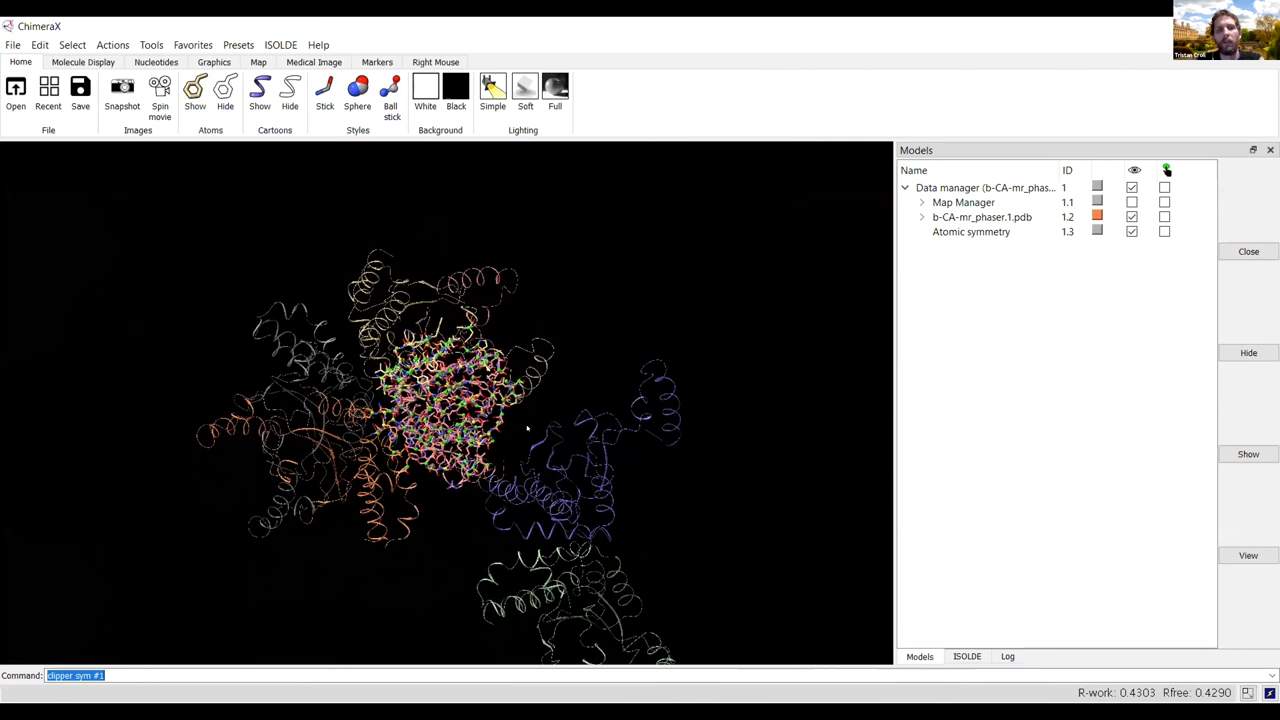 ChimeraX
File Edit Select Actions Tools Favorites Presets ISOLDE Help
Home Molecule Display Nucleotides Graphics Map Medical Image Markers Right Mouse
Open Recent Save Snapshot Spin movie Show Hide Show Hide Stick Sphere Ball stick White Black Simple Soft Full
File Images Atoms Cartoons Styles Background Lighting
Tristan Croll
Models
Name ID
Data manager (b-CA-mr_phas... 1
Map Manager 1.1
b-CA-mr_phaser.1.pdb 1.2
Atomic symmetry 1.3
Close
Hide
Show
View
Models ISOLDE Log
Command: clipper sym #1
R-work: 0.4303 Rfree: 0.4290